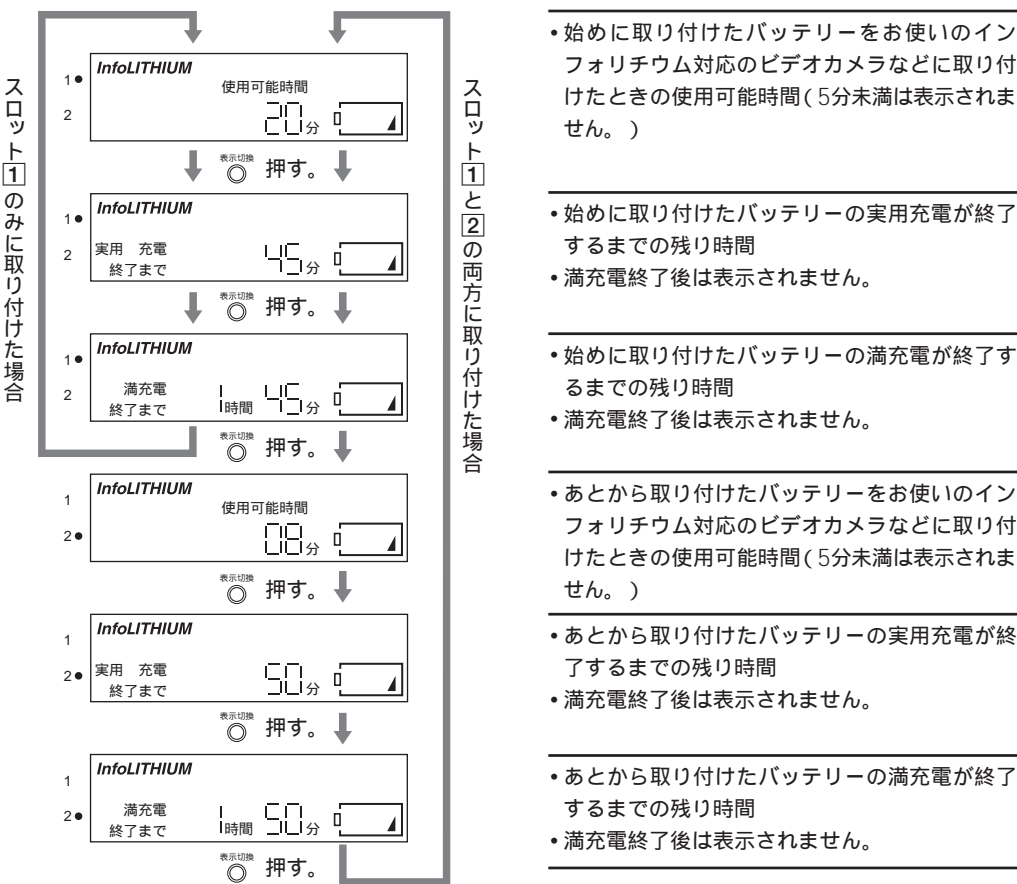 スロット1のみに取り付けた場合
1 InfoLITHIUM
使用可能時間
2 20分
表示切換 押す。
1 InfoLITHIUM
2 実用 充電
終了まで 45分
表示切換 押す。
1 InfoLITHIUM
2 満充電
終了まで 1時間 45分
表示切換 押す。
1 InfoLITHIUM
使用可能時間
2 08分
表示切換 押す。
1 InfoLITHIUM
2 実用 充電
終了まで 50分
表示切換 押す。
1 InfoLITHIUM
2 満充電
終了まで 1時間 50分
表示切換 押す。
スロット1と2の両方に取り付けた場合
•始めに取り付けたバッテリーをお使いのイン
フォリチウム対応のビデオカメラなどに取り付
けたときの使用可能時間(5分未満は表示されま
せん。)
•始めに取り付けたバッテリーの実用充電が終了
するまでの残り時間
•満充電終了後は表示されません。
•始めに取り付けたバッテリーの満充電が終了す
るまでの残り時間
•満充電終了後は表示されません。
•あとから取り付けたバッテリーをお使いのイン
フォリチウム対応のビデオカメラなどに取り付
けたときの使用可能時間(5分未満は表示されま
せん。)
•あとから取り付けたバッテリーの実用充電が終
了するまでの残り時間
•満充電終了後は表示されません。
•あとから取り付けたバッテリーの満充電が終了
するまでの残り時間
•満充電終了後は表示されません。